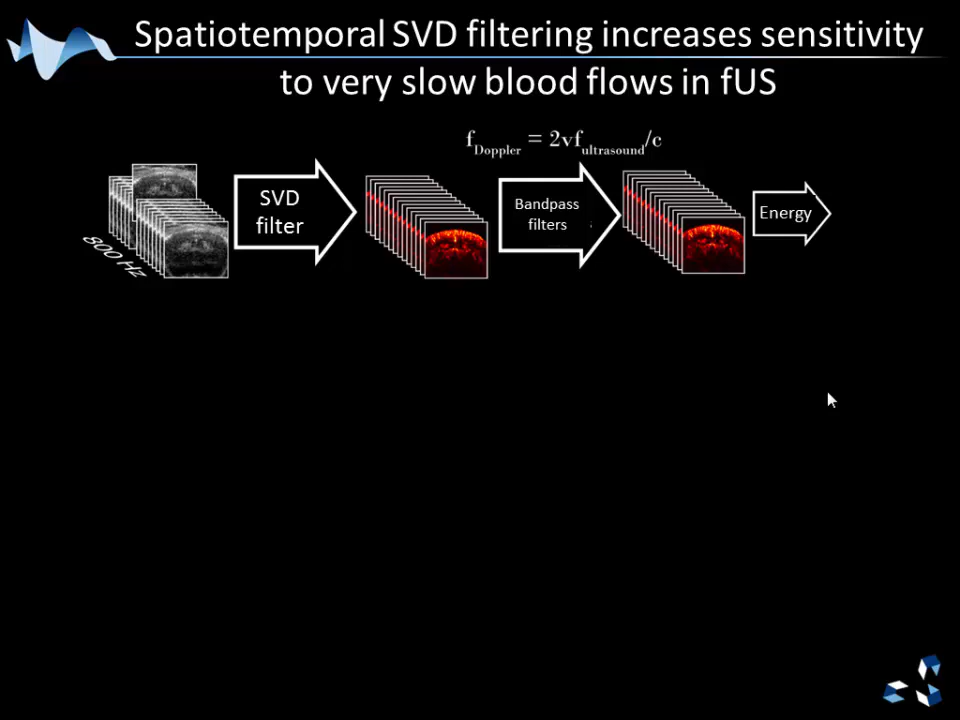 Spatiotemporal SVD filtering increases sensitivity
to very slow blood flows in fUS
fDoppler = 2vfultrasound/c
SVD
filter
Bandpass
filters
Energy
800 Hz